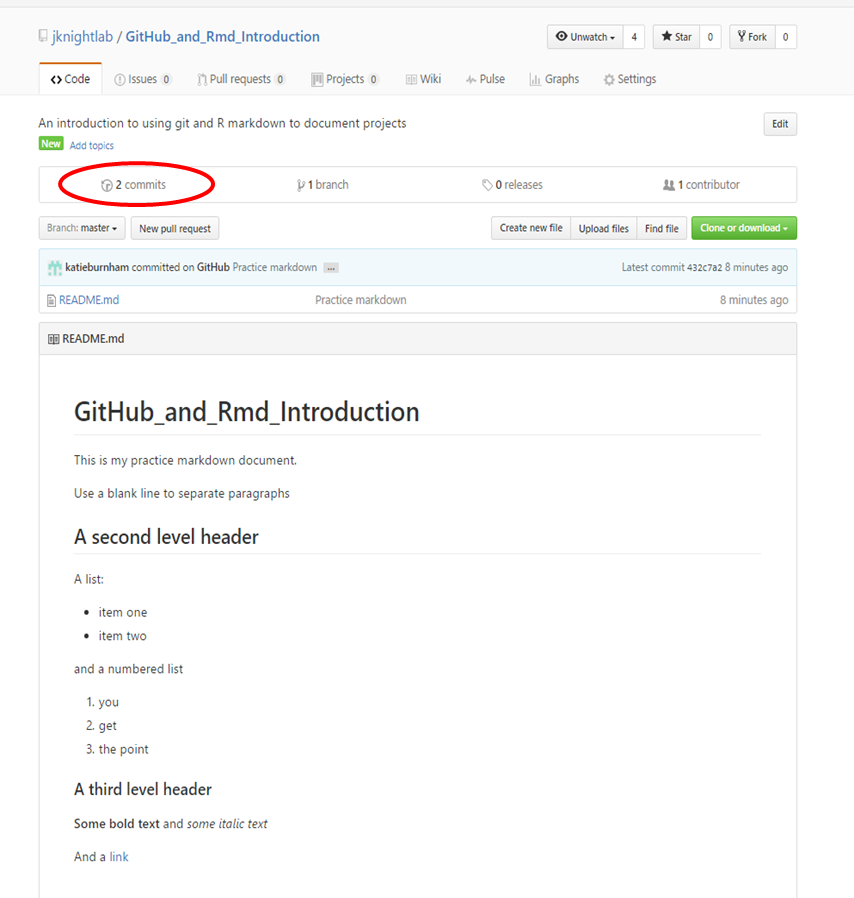 jknightlab / GitHub_and_Rmd_Introduction Unwatch 4 Star 0 Fork 0
Code Issues 0 Pull requests 0 Projects 0 Wiki Pulse Graphs Settings
An introduction to using git and R markdown to document projects Edit
New Add topics
2 commits 1 branch 0 releases 1 contributor
Branch: master New pull request Create new file Upload files Find file Clone or download
katieburnham committed on GitHub Practice markdown ... Latest commit 432c7a2 8 minutes ago
README.md Practice markdown 8 minutes ago
README.md
GitHub_and_Rmd_Introduction
This is my practice markdown document.
Use a blank line to separate paragraphs
A second level header
A list:
• item one
• item two
and a numbered list
1. you
2. get
3. the point
A third level header
Some bold text and some italic text
And a link